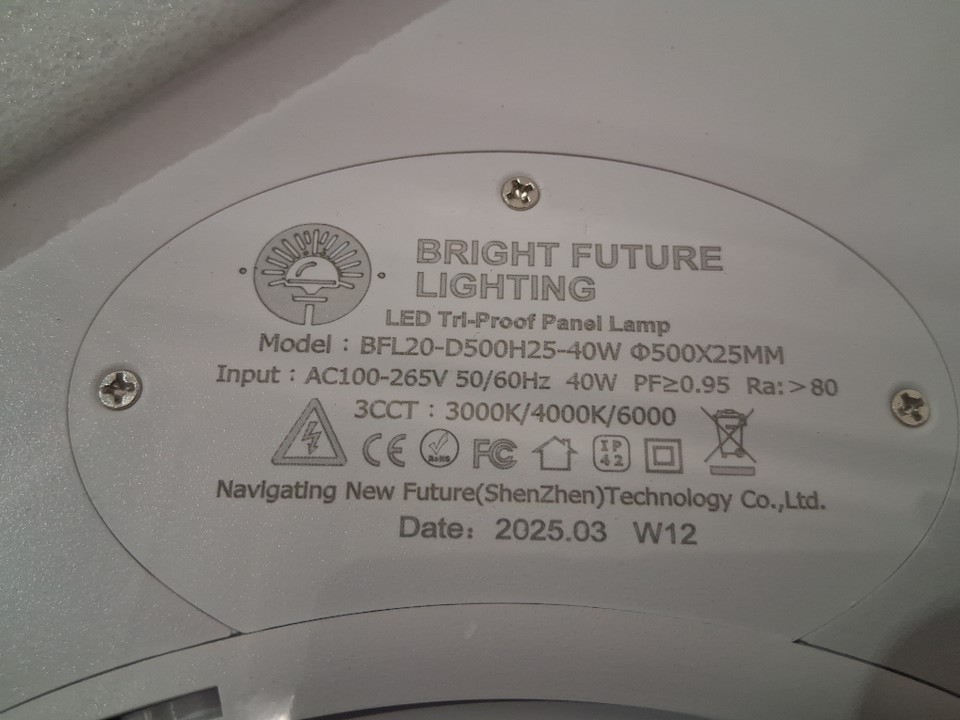 BRIGHT FUTURE
LIGHTING
LED Tri-Proof Panel Lamp
Model : BFL20-D500H25-40W Φ500X25MM
Input : AC100-265V 50/60Hz 40W PF≥0.95 Ra:>80
3CCT : 3000K/4000K/6000
CE RoHS FC IP 42
Navigating New Future(ShenZhen)Technology Co.,Ltd.
Date: 2025.03 W12